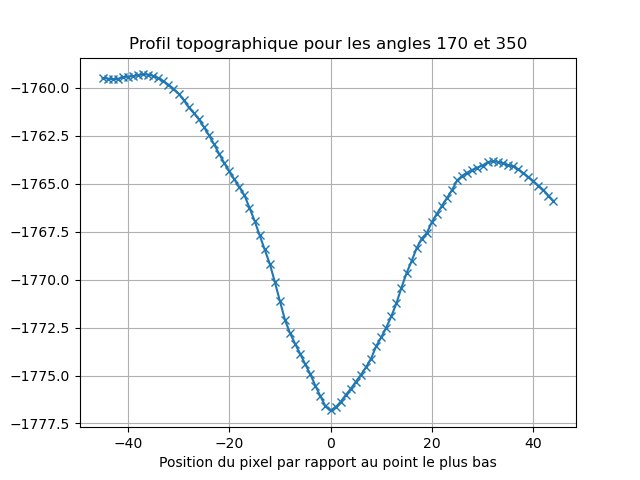 Profil topographique pour les angles 170 et 350
−1760.0
−1762.5
−1765.0
−1767.5
−1770.0
−1772.5
−1775.0
−1777.5
−40 −20 0 20 40
Position du pixel par rapport au point le plus bas